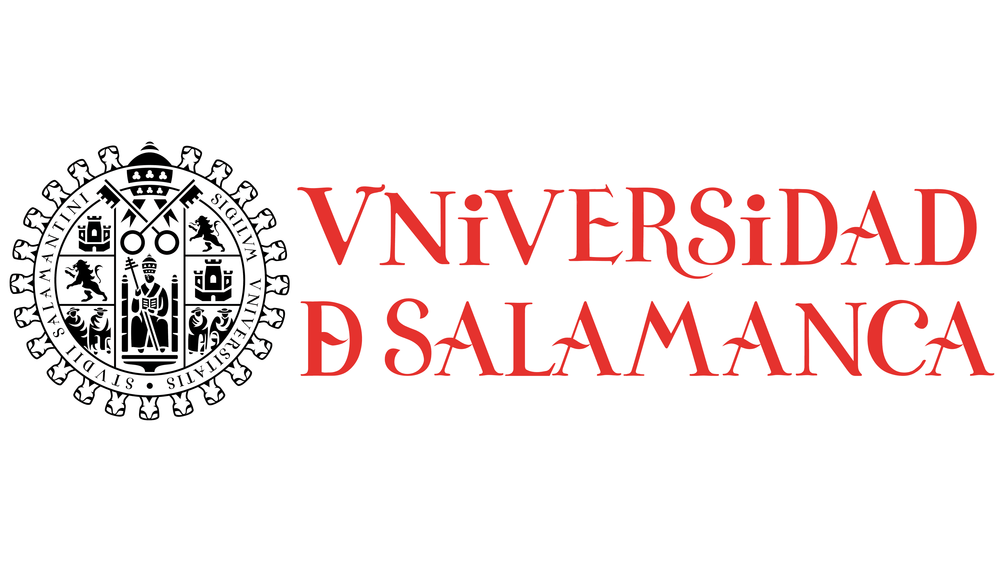 SIGILVM VNIVERSITATIS • STVDII SALAMANTINI
VNiVERSiDAD
D SALAMANCA